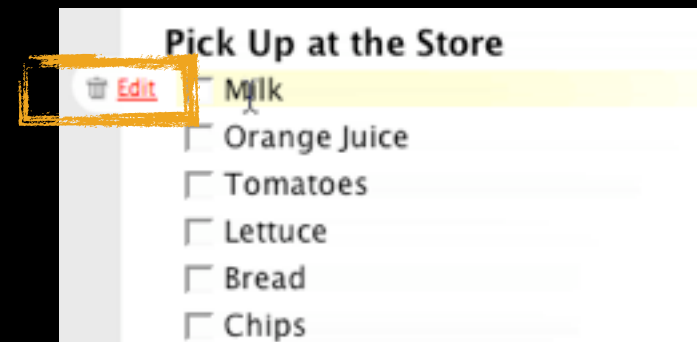 Pick Up at the Store
Edit Milk
Orange Juice
Tomatoes
Lettuce
Bread
Chips